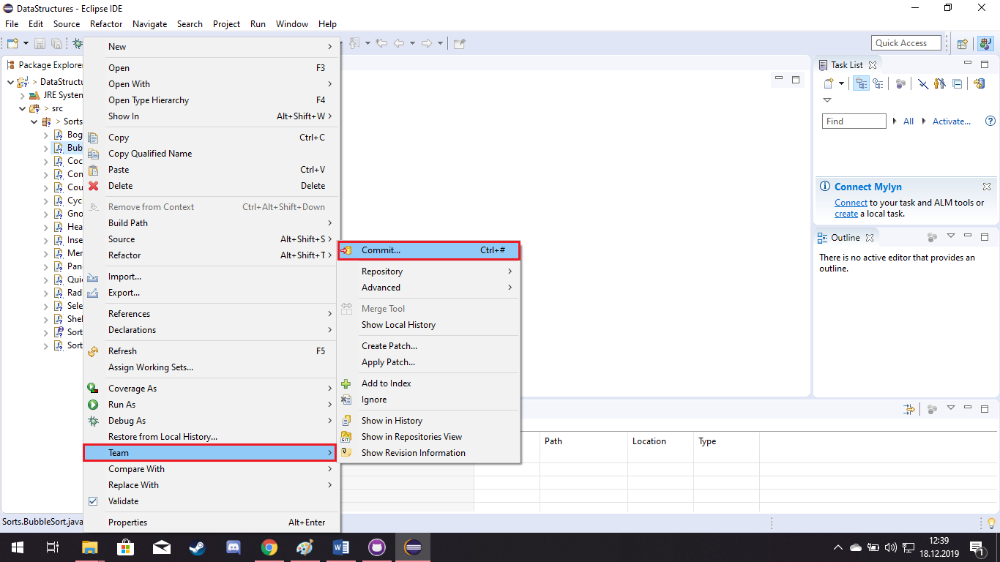 DataStructures - Eclipse IDE
File Edit Source Refactor Navigate Search Project Run Window Help
Quick Access
Package Explorer
> DataStructu
JRE System
> src
> Sorts
Bog
Bubb
Coc
Con
Cou
Cycl
Gno
Hea
Inse
Mer
Pan
Quic
Radi
Sele
Shel
Sort
Sort
New
Open F3
Open With
Open Type Hierarchy F4
Show In Alt+Shift+W
Copy Ctrl+C
Copy Qualified Name
Paste Ctrl+V
Delete Delete
Remove from Context Ctrl+Alt+Shift+Down
Build Path
Source Alt+Shift+S
Refactor Alt+Shift+T
Import...
Export...
References
Declarations
Refresh F5
Assign Working Sets...
Coverage As
Run As
Debug As
Restore from Local History...
Team
Compare With
Replace With
Validate
Properties Alt+Enter
Commit... Ctrl+#
Repository
Advanced
Merge Tool
Show Local History
Create Patch...
Apply Patch...
Add to Index
Ignore
Show in History
Show in Repositories View
Show Revision Information
Task List
Find All Activate...
Connect Mylyn
Connect to your task and ALM tools or
create a local task.
Outline
There is no active editor that provides an
outline.
Path Location Type
Sorts.BubbleSort.java
12:39
18.12.2019
1